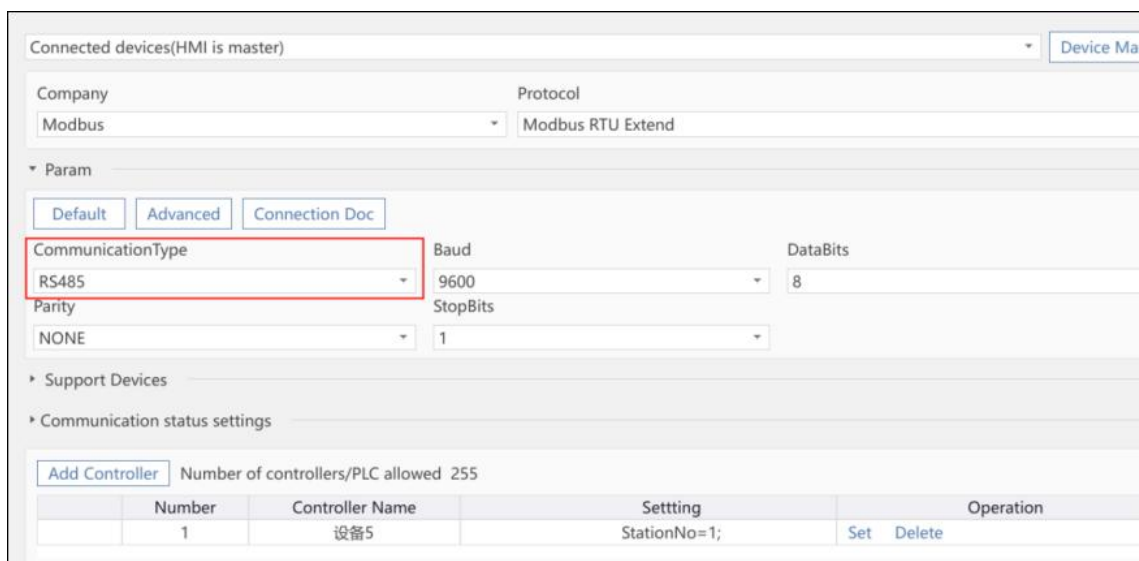 Connected devices(HMI is master) Device Ma
Company Protocol
Modbus Modbus RTU Extend
Param
Default Advanced Connection Doc
CommunicationType Baud DataBits
RS485 9600 8
Parity StopBits
NONE 1
Support Devices
Communication status settings
Add Controller Number of controllers/PLC allowed 255
Number Controller Name Settting Operation
1 设备5 StationNo=1; Set Delete